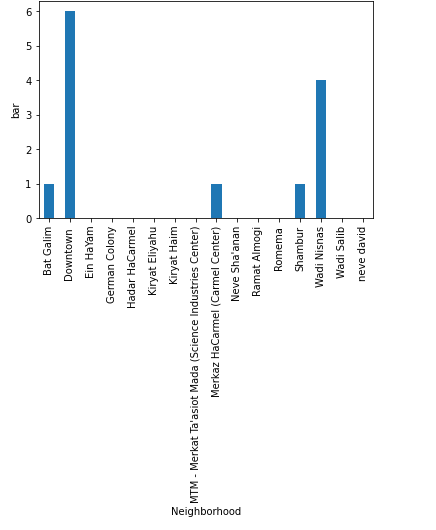 6
5
4
3
2
1
0
bar
Bat Galim
Downtown
Ein HaYam
German Colony
Hadar HaCarmel
Kiryat Eliyahu
Kiryat Haim
MTM - Merkat Ta'asiot Mada (Science Industries Center)
Merkaz HaCarmel (Carmel Center)
Neve Sha'anan
Ramat Almogi
Romema
Shambur
Wadi Nisnas
Wadi Salib
neve david
Neighborhood